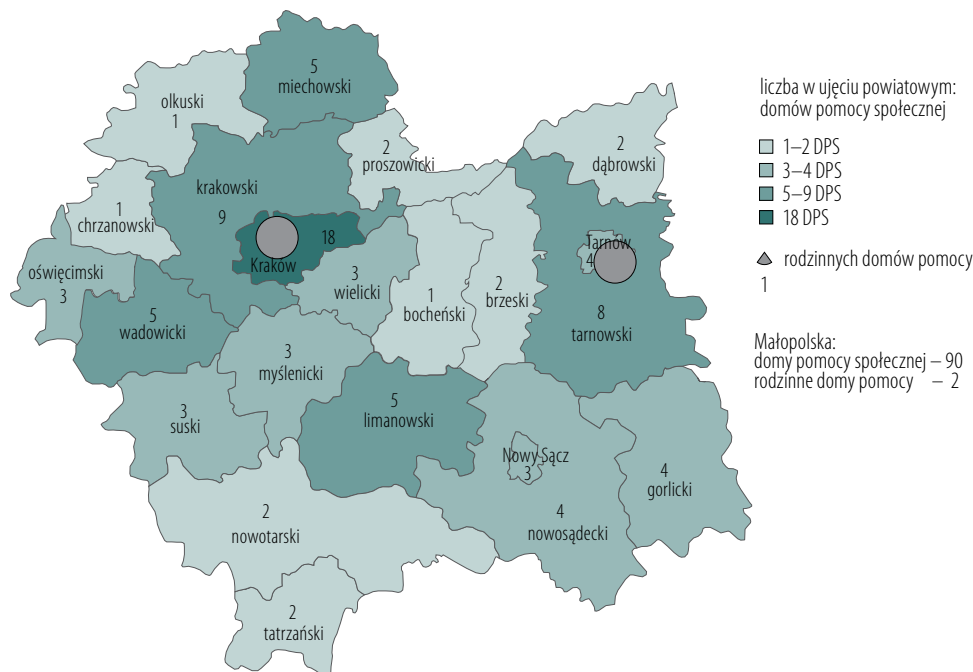 5
miechowski
olkuski
1
2
proszowicki
2
dąbrowski
krakowski
9
1
chrzanowski
18
Kraków
Tarnów
4
oświęcimski
3
3
wielicki
1
bocheński
2
brzeski
8
tarnowski
5
wadowicki
3
myślenicki
3
suski
5
limanowski
Nowy Sącz
3
4
gorlicki
4
nowosądecki
2
nowotarski
2
tatrzański
liczba w ujęciu powiatowym:
domów pomocy społecznej
1–2 DPS
3–4 DPS
5–9 DPS
18 DPS
rodzinnych domów pomocy
1
Małopolska:
domy pomocy społecznej – 90
rodzinne domy pomocy – 2